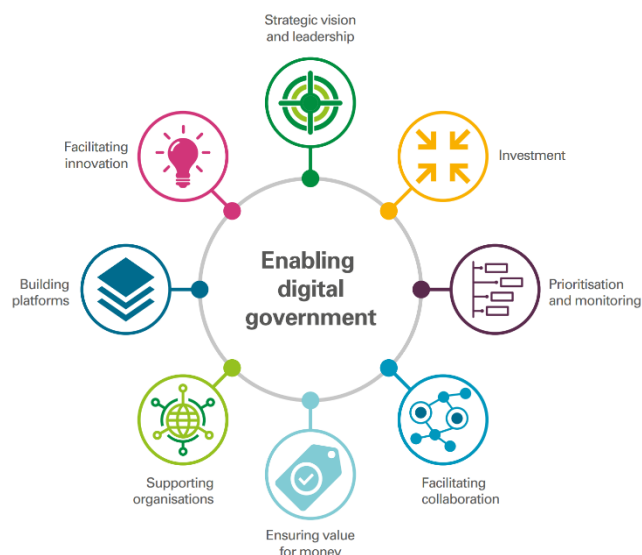 Strategic vision
and leadership
Facilitating
innovation
Investment
Enabling
digital
government
Building
platforms
Prioritisation
and monitoring
Supporting
organisations
Facilitating
collaboration
Ensuring value
for money